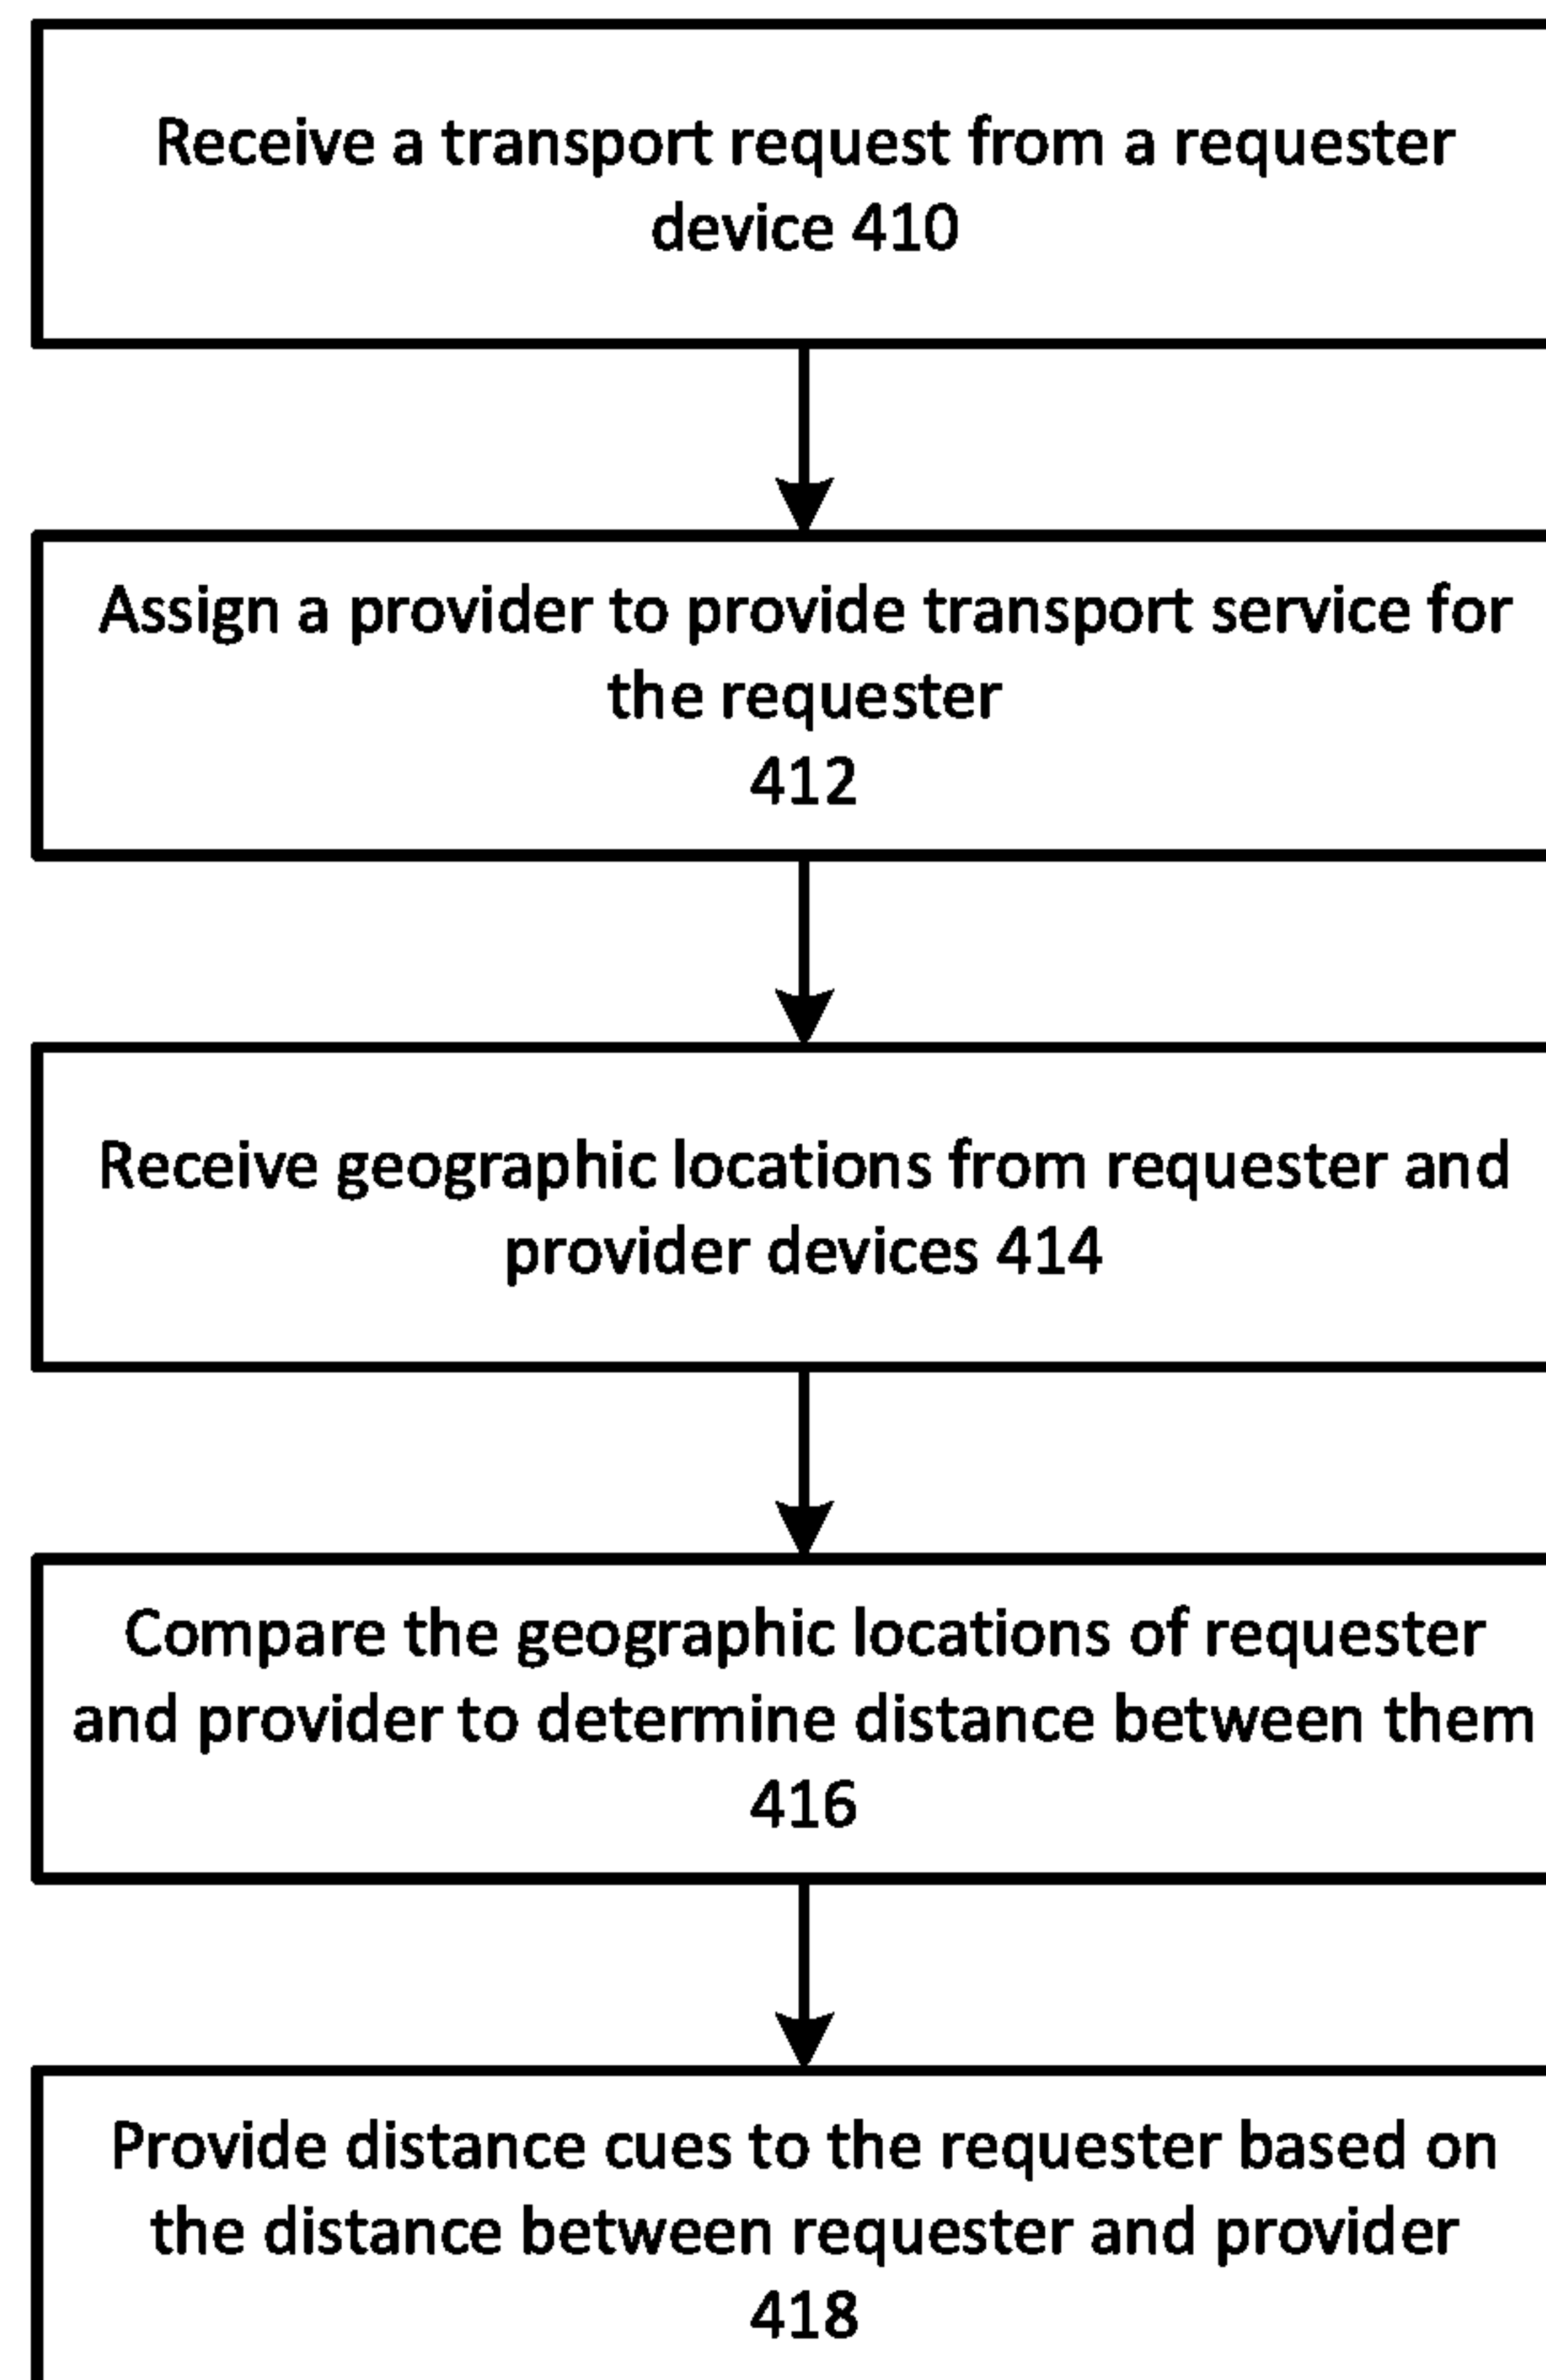 Receive a transport request from a requester
device 410
Assign a provider to provide transport service for
the requester
412
Receive geographic locations from requester and
provider devices 414
Compare the geographic locations of requester
and provider to determine distance between them
416
Provide distance cues to the requester based on
the distance between requester and provider
418